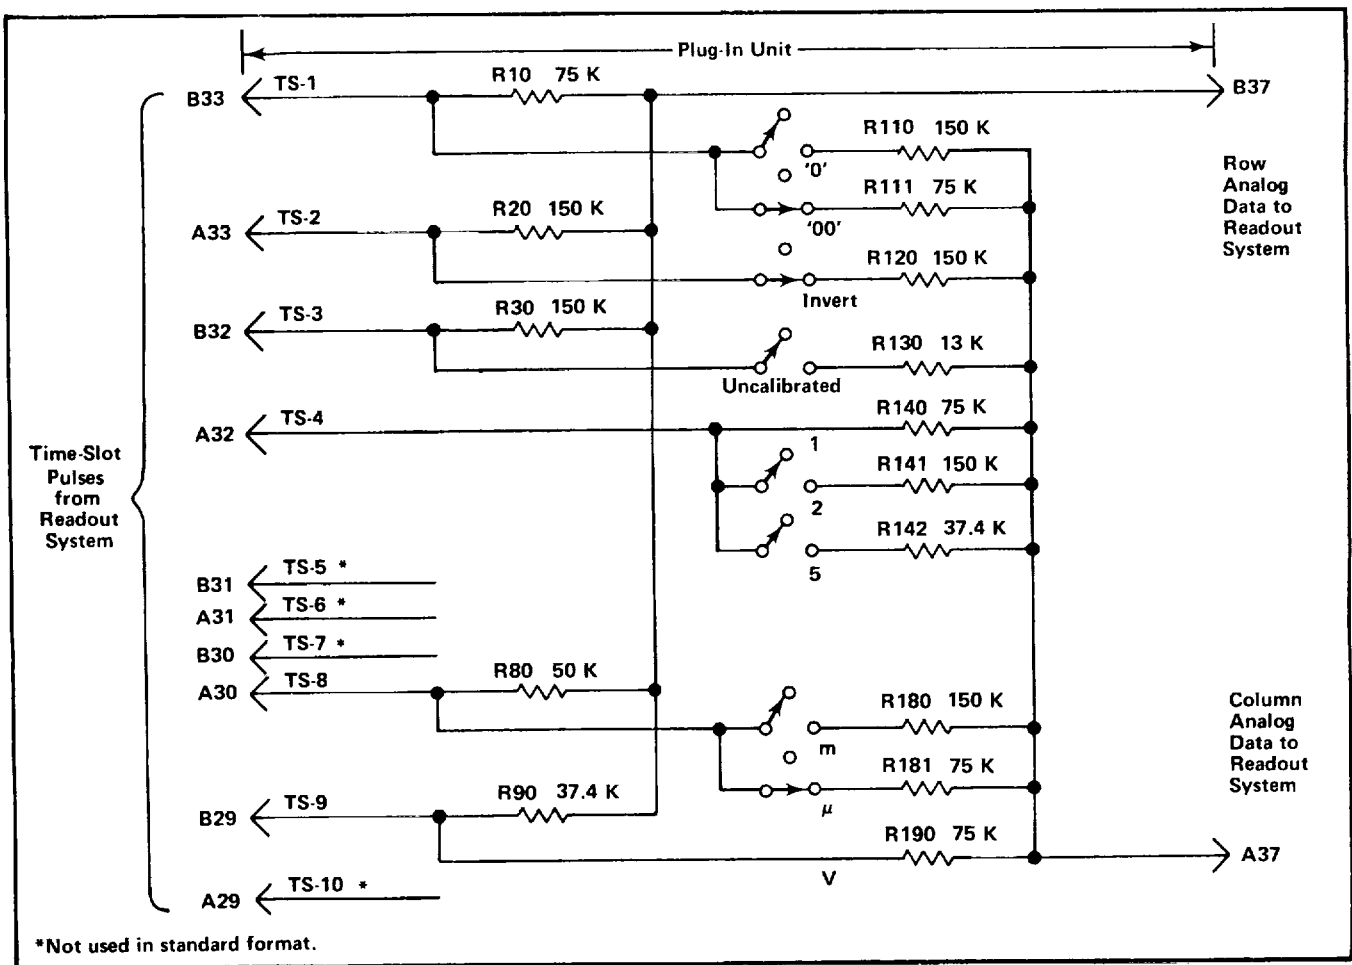 Plug-In Unit
B33 TS-1 R10 75 K B37
R110 150 K
'0'
R111 75 K
'00'
Row
Analog
Data to
Readout
System
A33 TS-2 R20 150 K
R120 150 K
Invert
B32 TS-3 R30 150 K
R130 13 K
Uncalibrated
A32 TS-4
R140 75 K
1
R141 150 K
2
R142 37.4 K
5
Time-Slot
Pulses
from
Readout
System
B31 TS-5 *
A31 TS-6 *
B30 TS-7 *
A30 TS-8 R80 50 K
R180 150 K
m
R181 75 K
μ
Column
Analog
Data to
Readout
System
B29 TS-9 R90 37.4 K
R190 75 K
V
A37
A29 TS-10 *
*Not used in standard format.